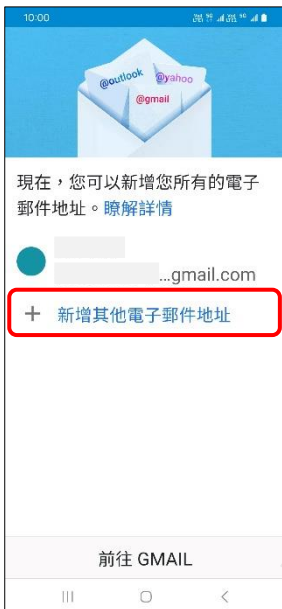 10:00
@outlook @yahoo
@gmail
現在，您可以新增您所有的電子
郵件地址。瞭解詳情
...gmail.com
＋ 新增其他電子郵件地址
前往 GMAIL